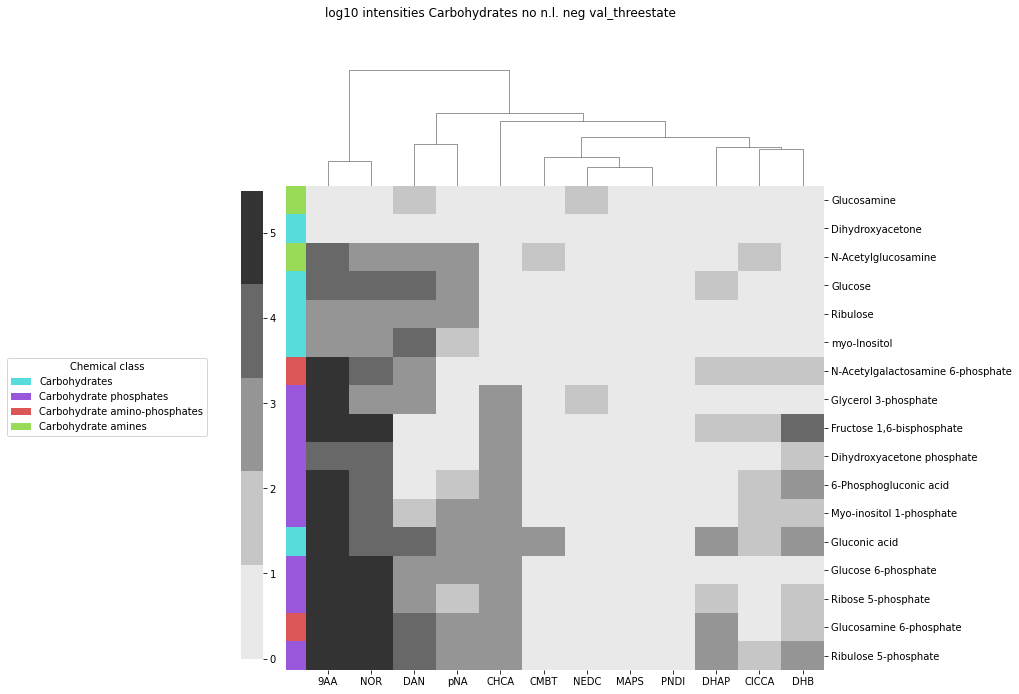 log10 intensities Carbohydrates no n.l. neg val_threestate
Chemical class
Carbohydrates
Carbohydrate phosphates
Carbohydrate amino-phosphates
Carbohydrate amines
5
4
3
2
1
0
Glucosamine
Dihydroxyacetone
N-Acetylglucosamine
Glucose
Ribulose
myo-Inositol
N-Acetylgalactosamine 6-phosphate
Glycerol 3-phosphate
Fructose 1,6-bisphosphate
Dihydroxyacetone phosphate
6-Phosphogluconic acid
Myo-inositol 1-phosphate
Gluconic acid
Glucose 6-phosphate
Ribose 5-phosphate
Glucosamine 6-phosphate
Ribulose 5-phosphate
9AA NOR DAN pNA CHCA CMBT NEDC MAPS PNDI DHAP ClCCA DHB